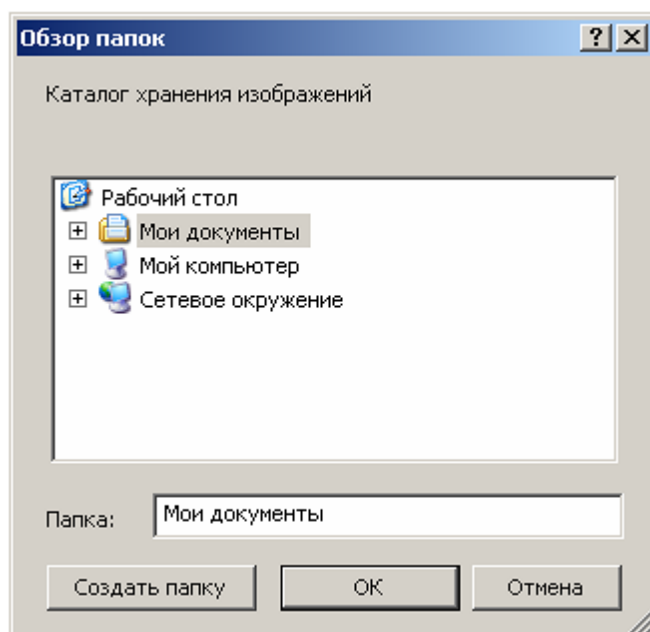 Обзор папок
Каталог хранения изображений
Рабочий стол
Мои документы
Мой компьютер
Сетевое окружение
Папка: Мои документы
Создать папку ОК Отмена